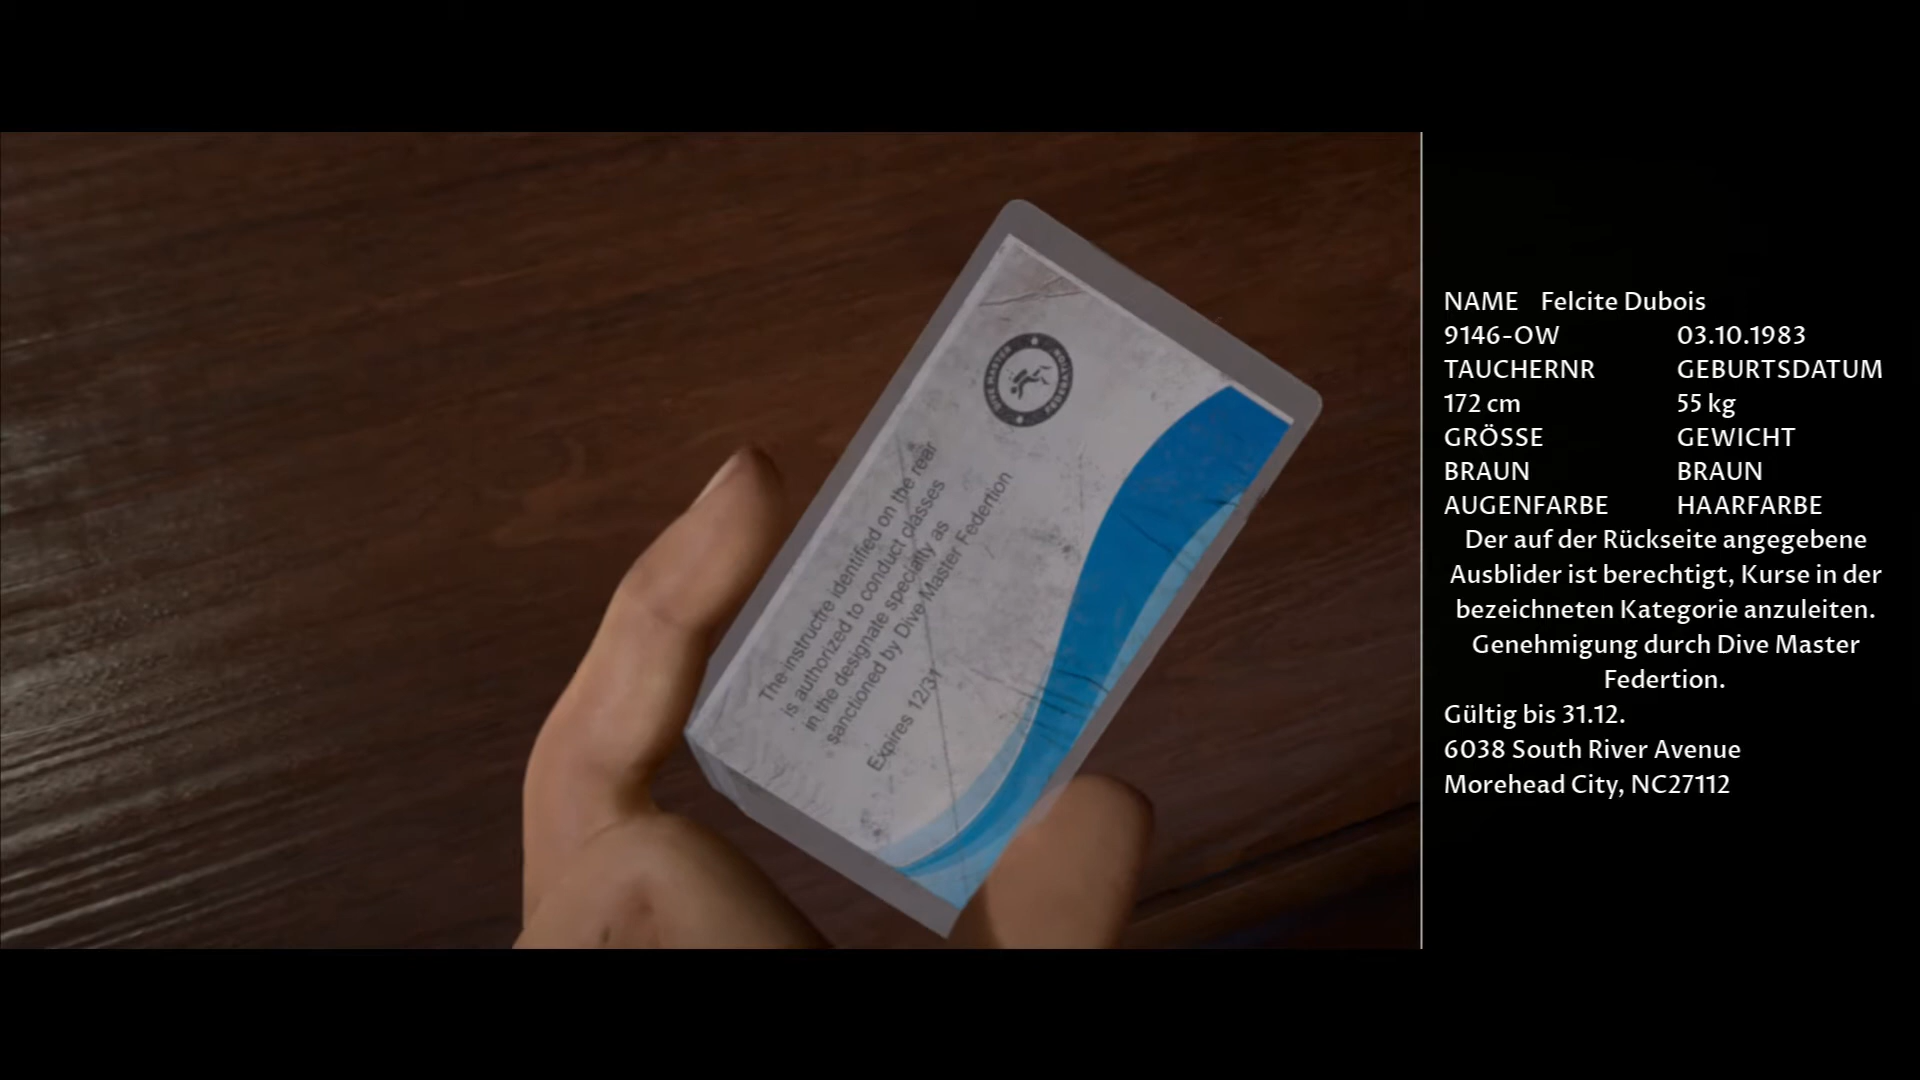 DIVE MASTER
FEDERATION
The instructre identified on the rear
is authorized to conduct classes
in the designate specialty as
sanctioned by Dive Master Federtion
Expires 12/31
NAME Felcite Dubois
9146-OW 03.10.1983
TAUCHERNR GEBURTSDATUM
172 cm 55 kg
GRÖSSE GEWICHT
BRAUN BRAUN
AUGENFARBE HAARFARBE
Der auf der Rückseite angegebene
Ausblider ist berechtigt, Kurse in der
bezeichneten Kategorie anzuleiten.
Genehmigung durch Dive Master
Federtion.
Gültig bis 31.12.
6038 South River Avenue
Morehead City, NC27112